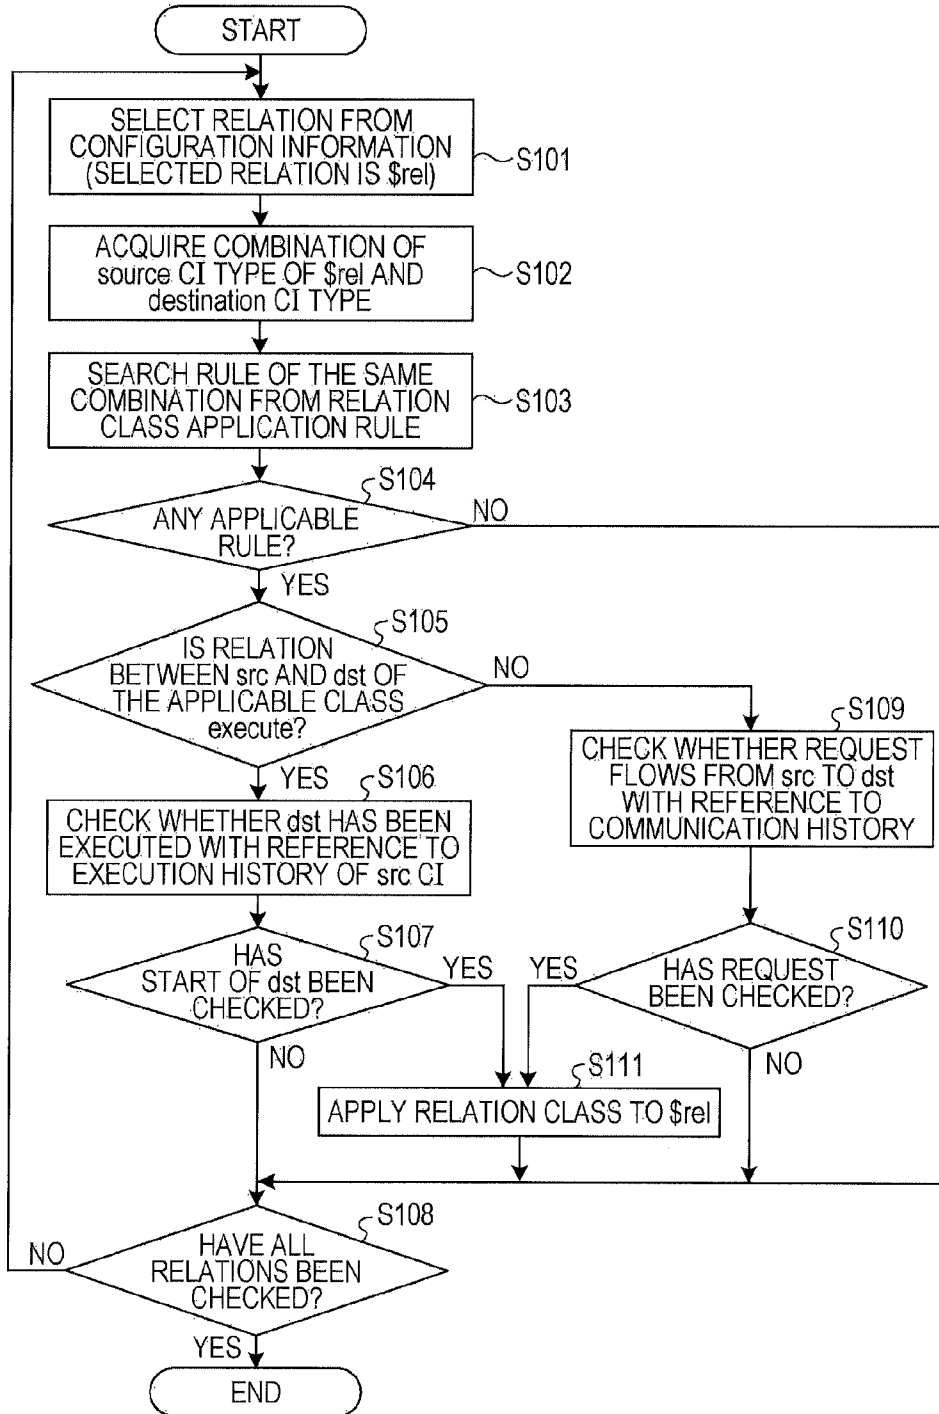 START
SELECT RELATION FROM
CONFIGURATION INFORMATION
(SELECTED RELATION IS $rel)
S101
ACQUIRE COMBINATION OF
source CI TYPE OF $rel AND
destination CI TYPE
S102
SEARCH RULE OF THE SAME
COMBINATION FROM RELATION
CLASS APPLICATION RULE
S103
S104
ANY APPLICABLE
RULE?
NO
YES
S105
IS RELATION
BETWEEN src AND dst OF
THE APPLICABLE CLASS
execute?
NO
YES
S106
CHECK WHETHER dst HAS BEEN
EXECUTED WITH REFERENCE TO
EXECUTION HISTORY OF src CI
S109
CHECK WHETHER REQUEST
FLOWS FROM src TO dst
WITH REFERENCE TO
COMMUNICATION HISTORY
S107
HAS
START OF dst BEEN
CHECKED?
YES
NO
S110
HAS REQUEST
BEEN CHECKED?
YES
NO
S111
APPLY RELATION CLASS TO $rel
S108
HAVE ALL
RELATIONS BEEN
CHECKED?
NO
YES
END